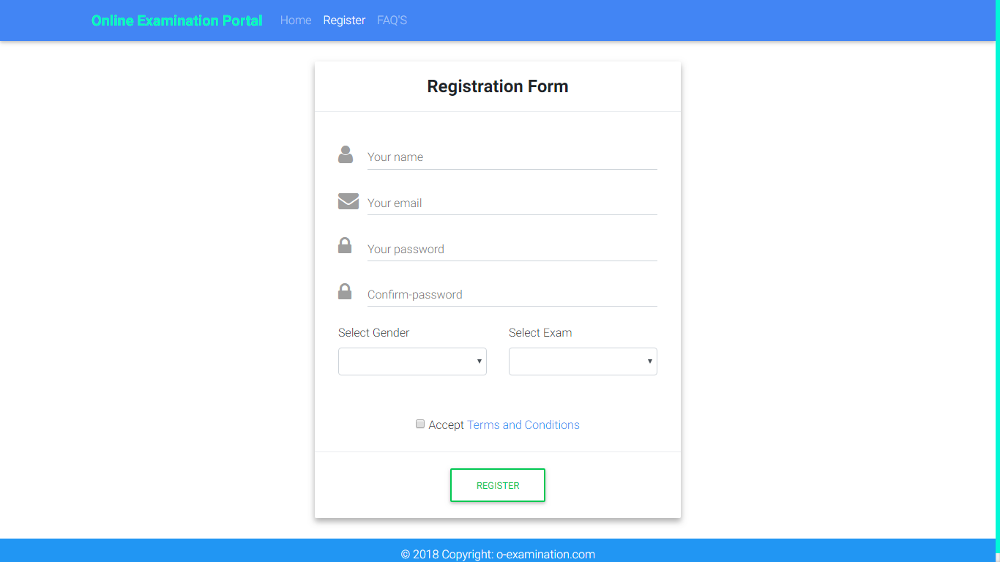 Online Examination Portal Home Register FAQ'S
Registration Form
Your name
Your email
Your password
Confirm-password
Select Gender Select Exam
Accept Terms and Conditions
REGISTER
© 2018 Copyright: o-examination.com